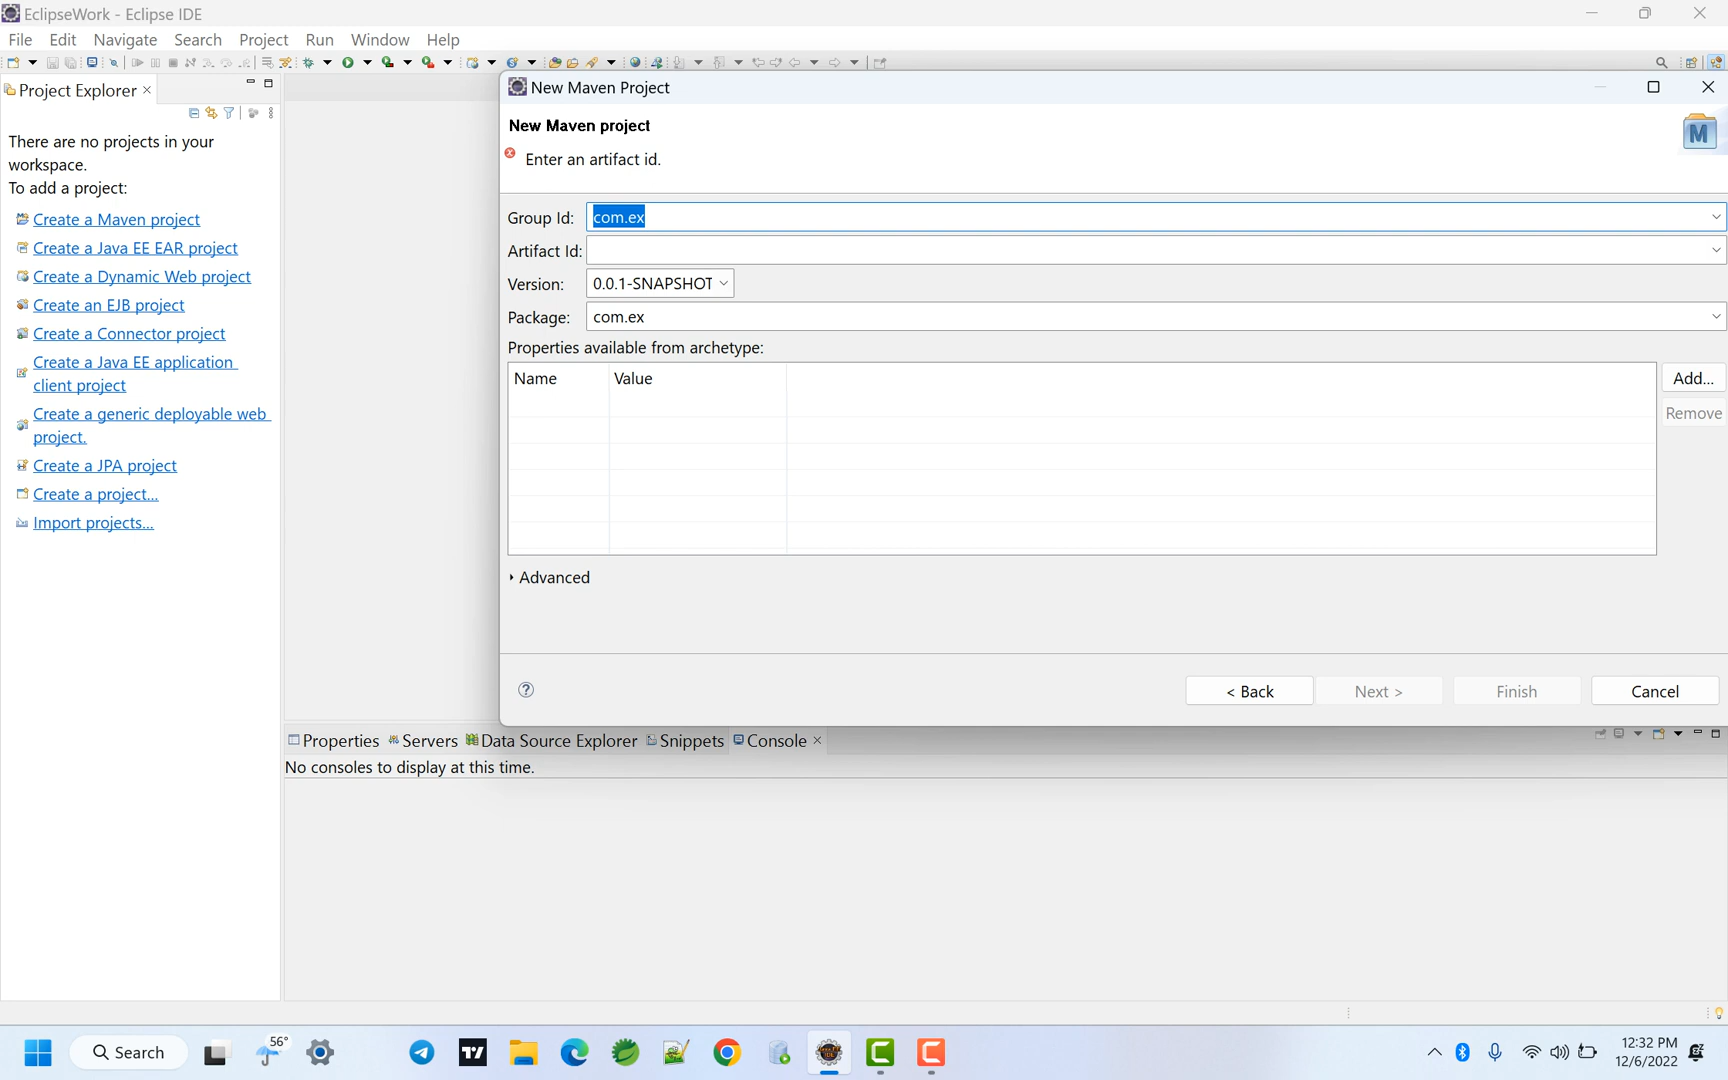 EclipseWork - Eclipse IDE
File Edit Navigate Search Project Run Window Help
Project Explorer ×
There are no projects in your
workspace.
To add a project:
Create a Maven project
Create a Java EE EAR project
Create a Dynamic Web project
Create an EJB project
Create a Connector project
Create a Java EE application
client project
Create a generic deployable web
project.
Create a JPA project
Create a project...
Import projects...
New Maven Project
New Maven project
M
Enter an artifact id.
Group Id: com.ex
Artifact Id:
Version: 0.0.1-SNAPSHOT
Package: com.ex
Properties available from archetype:
Name Value
Add...
Remove
Advanced
? < Back Next > Finish Cancel
Properties Servers Data Source Explorer Snippets Console ×
No consoles to display at this time.
56°
Search
12:32 PM
12/6/2022